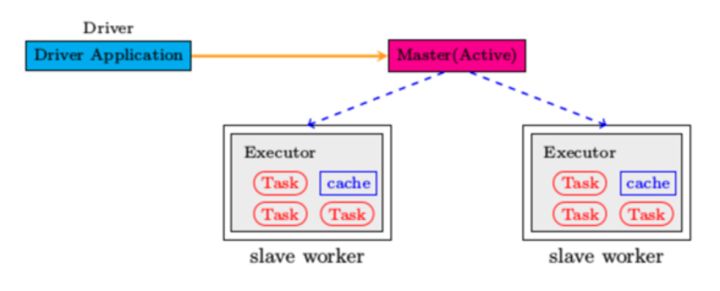 Driver
Driver Application
Master(Active)
Executor
Task
cache
Task
Task
slave worker
Executor
Task
cache
Task
Task
slave worker